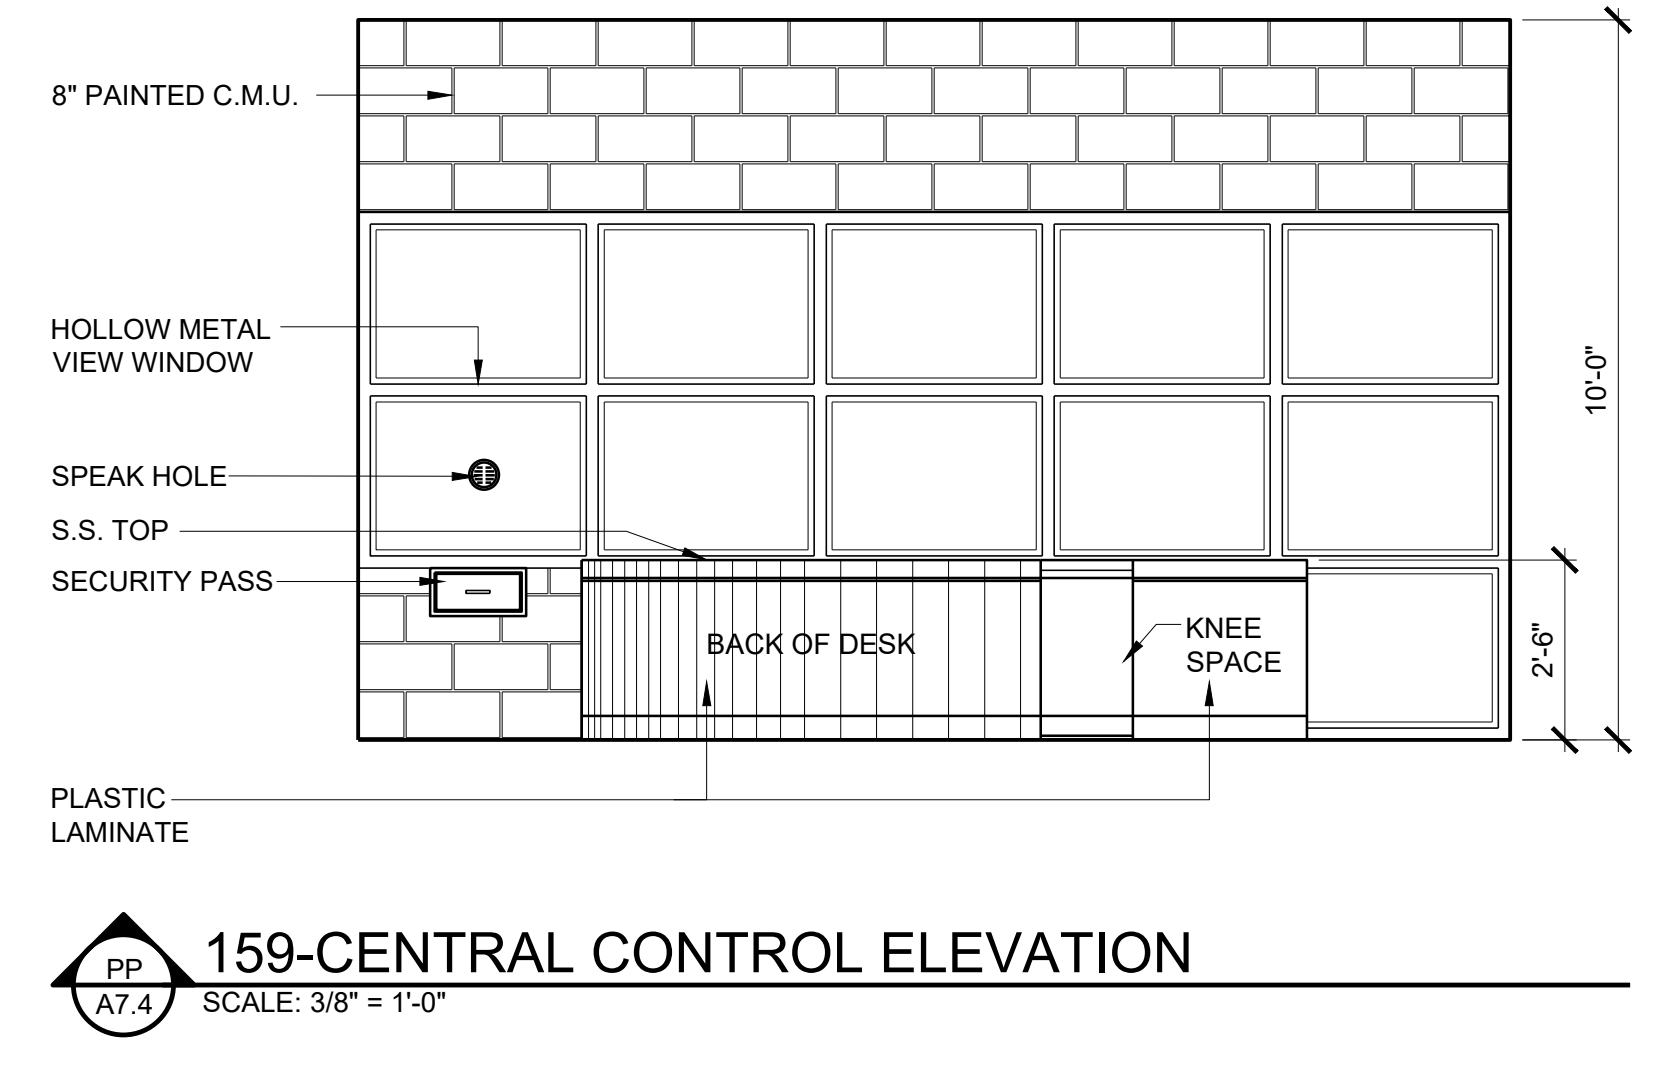 8" PAINTED C.M.U.
HOLLOW METAL
VIEW WINDOW
SPEAK HOLE
S.S. TOP
SECURITY PASS
BACK OF DESK
KNEE
SPACE
10'-0"
2'-6"
PLASTIC
LAMINATE
PP
A7.4
159-CENTRAL CONTROL ELEVATION
SCALE: 3/8" = 1'-0"